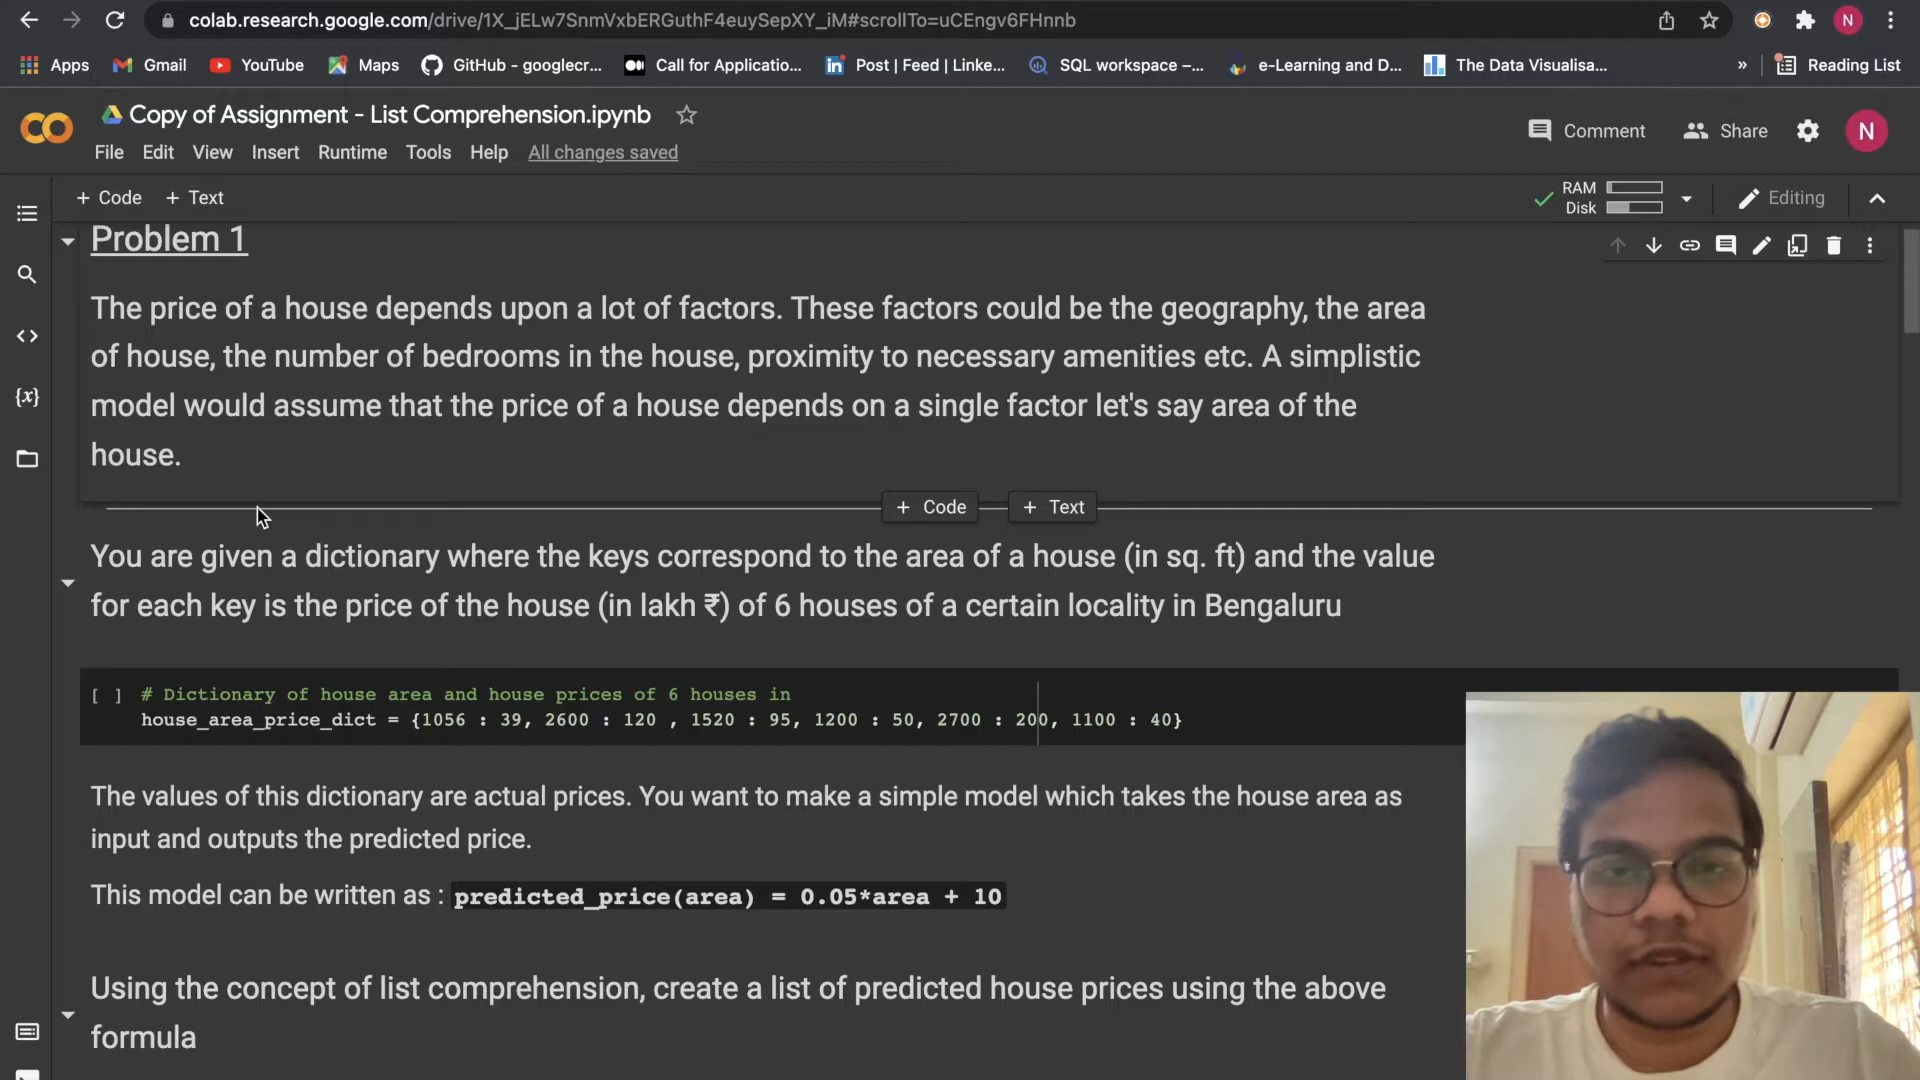 colab.research.google.com/drive/1X_jELw7SnmVxbERGuthF4euySepXY_iM#scrollTo=uCEngv6FHnnb
N
Apps Gmail YouTube Maps GitHub - googlecr... Call for Applicatio... Post | Feed | Linke... SQL workspace –... e-Learning and D... The Data Visualisa... » Reading List
Copy of Assignment - List Comprehension.ipynb
File Edit View Insert Runtime Tools Help All changes saved
Comment Share N
+ Code + Text
RAM
Disk
Editing
Problem 1
The price of a house depends upon a lot of factors. These factors could be the geography, the area
of house, the number of bedrooms in the house, proximity to necessary amenities etc. A simplistic
model would assume that the price of a house depends on a single factor let's say area of the
house.
+ Code + Text
You are given a dictionary where the keys correspond to the area of a house (in sq. ft) and the value
for each key is the price of the house (in lakh ₹) of 6 houses of a certain locality in Bengaluru
[ ] # Dictionary of house area and house prices of 6 houses in
house_area_price_dict = {1056 : 39, 2600 : 120 , 1520 : 95, 1200 : 50, 2700 : 200, 1100 : 40}
The values of this dictionary are actual prices. You want to make a simple model which takes the house area as
input and outputs the predicted price.
This model can be written as : predicted_price(area) = 0.05*area + 10
Using the concept of list comprehension, create a list of predicted house prices using the above
formula